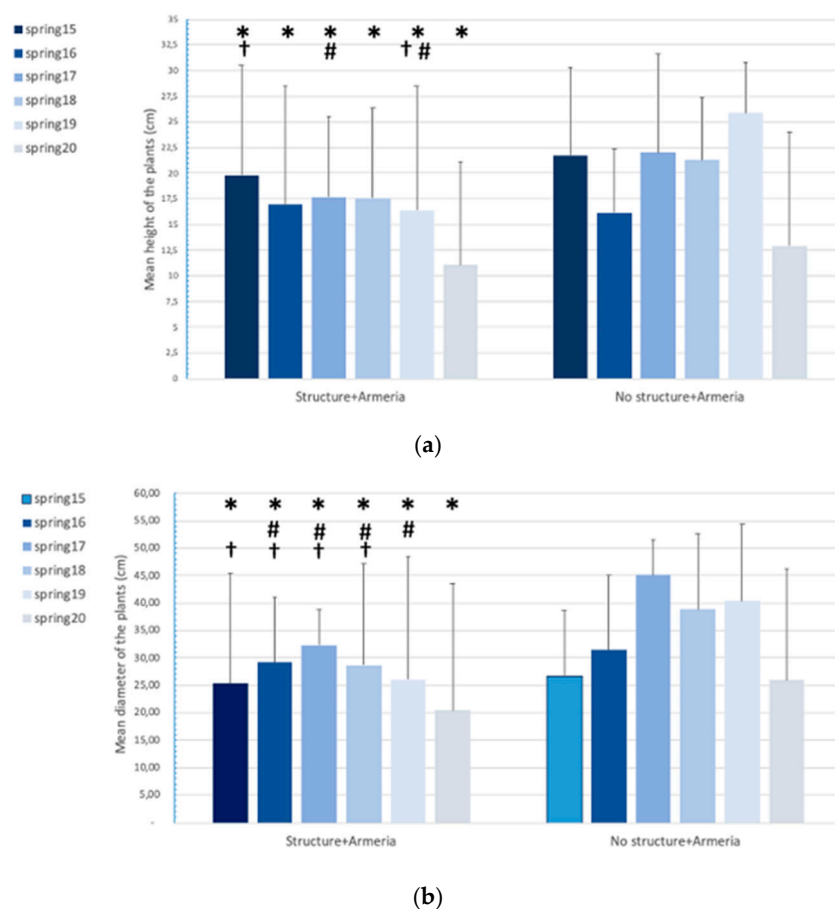 spring15
spring16
spring17
spring18
spring19
spring20
Mean height of the plants (cm)
35
32,5
30
27,5
25
22,5
20
17,5
15
12,5
10
7,5
5
2,5
0
* * * * * *
† # † #
Structure+Armeria
No structure+Armeria
(a)
spring15
spring16
spring17
spring18
spring19
spring20
Mean diameter of the plants (cm)
60,00
55,00
50,00
45,00
40,00
35,00
30,00
25,00
20,00
15,00
10,00
5,00
-
* * * * * *
# # # #
† † † †
Structure+Armeria
No structure+Armeria
(b)